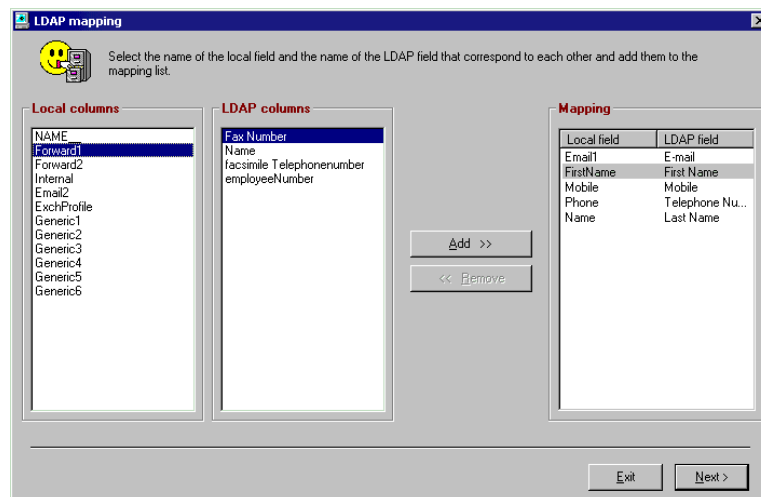 LDAP mapping
Select the name of the local field and the name of the LDAP field that correspond to each other and add them to the
mapping list.
Local columns
NAME_
Forward1
Forward2
Internal
Email2
ExchProfile
Generic1
Generic2
Generic3
Generic4
Generic5
Generic6
LDAP columns
Fax Number
Name
facsimile Telephonenumber
employeeNumber
Add >>
<< Remove
Mapping
Local field LDAP field
Email1 E-mail
FirstName First Name
Mobile Mobile
Phone Telephone Nu...
Name Last Name
Exit
Next >